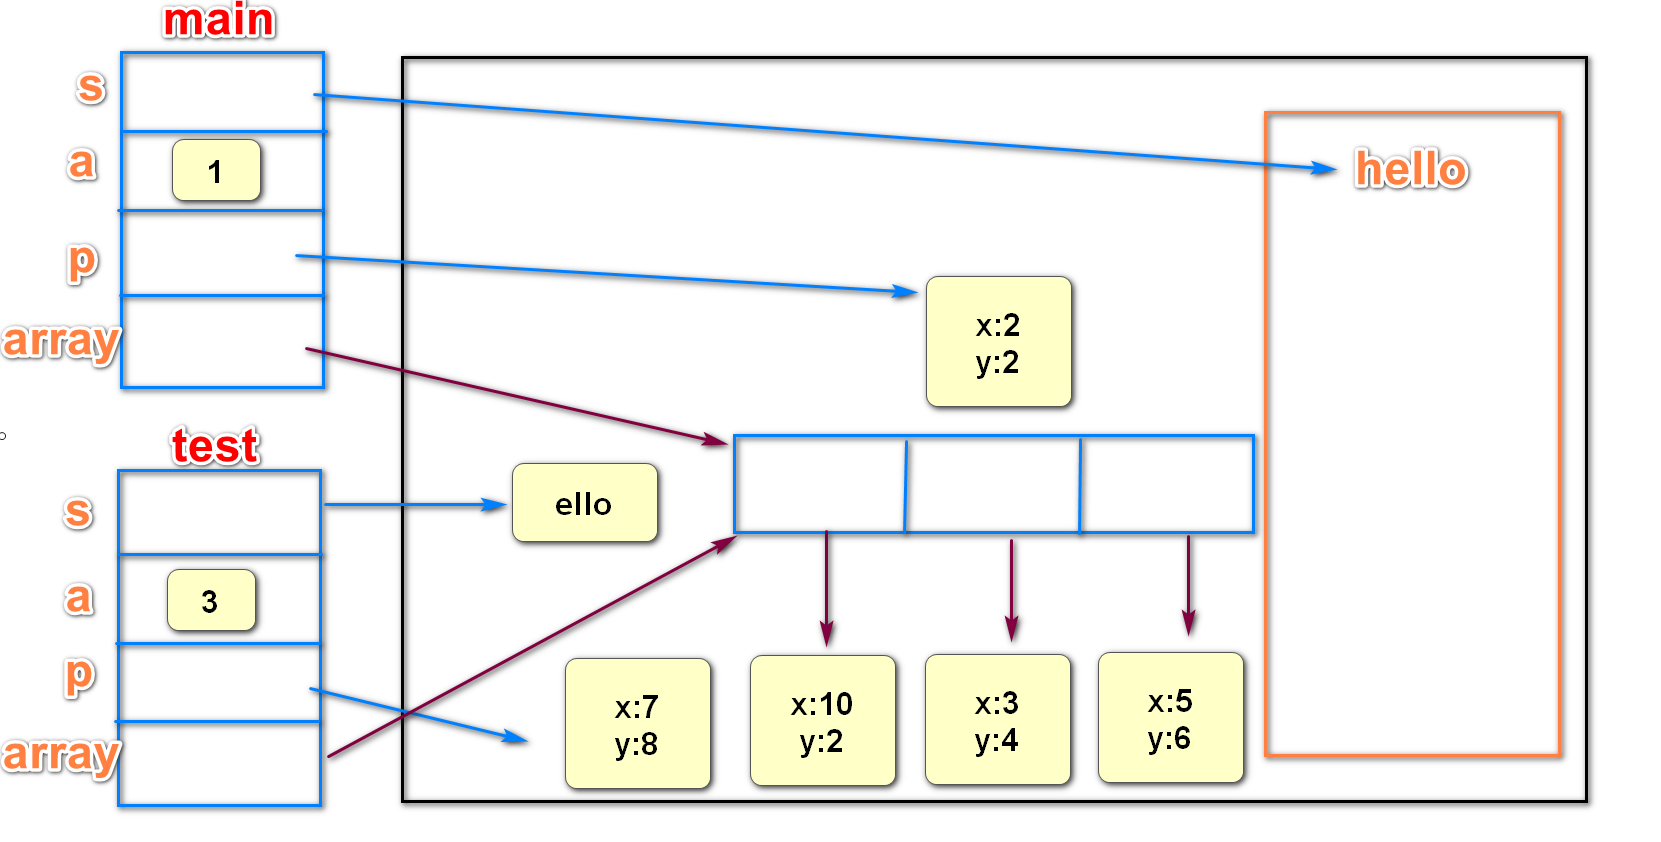 main
s
a
1
p
array
hello
x:2
y:2
test
s
ello
a
3
p
array
x:7
y:8
x:10
y:2
x:3
y:4
x:5
y:6